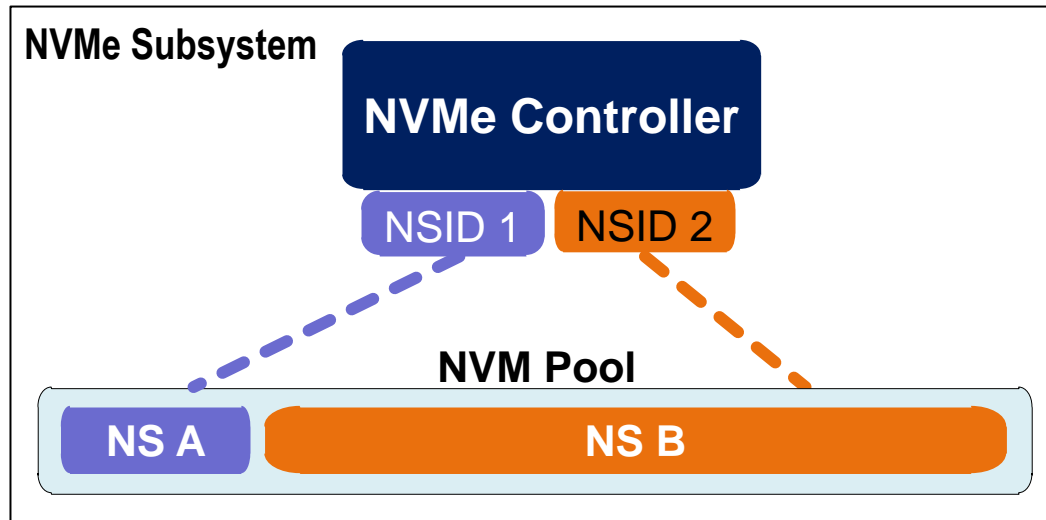 NVMe Subsystem
NVMe Controller
NSID 1
NSID 2
NVM Pool
NS A
NS B